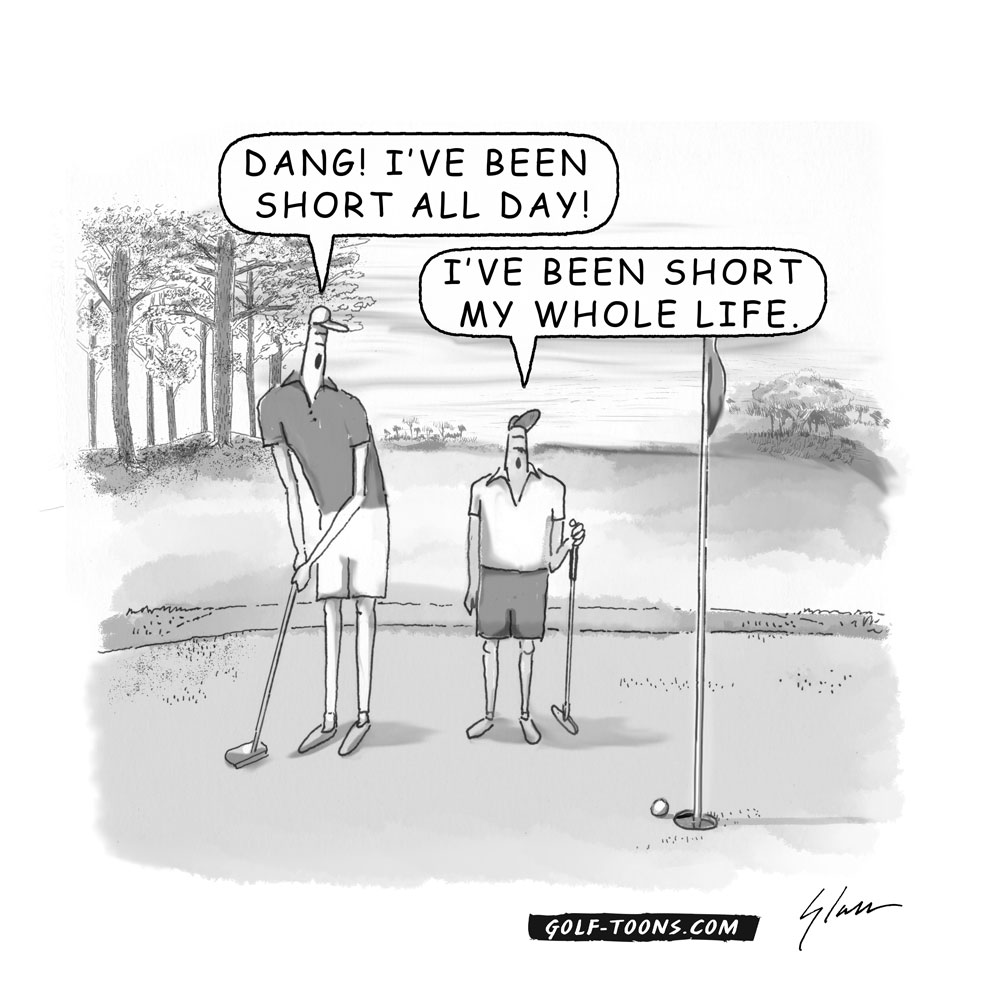 DANG! I'VE BEEN
SHORT ALL DAY!
I'VE BEEN SHORT
MY WHOLE LIFE.
GOLF-TOONS.COM